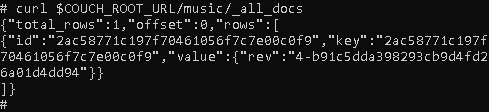 # curl $COUCH_ROOT_URL/music/_all_docs
{"total_rows":1,"offset":0,"rows":[
{"id":"2ac58771c197f70461056f7c7e00c0f9","key":"2ac58771c197f
70461056f7c7e00c0f9","value":{"rev":"4-b91c5dda398293cb9d4fd2
6a01d4dd94"}}
]}
#